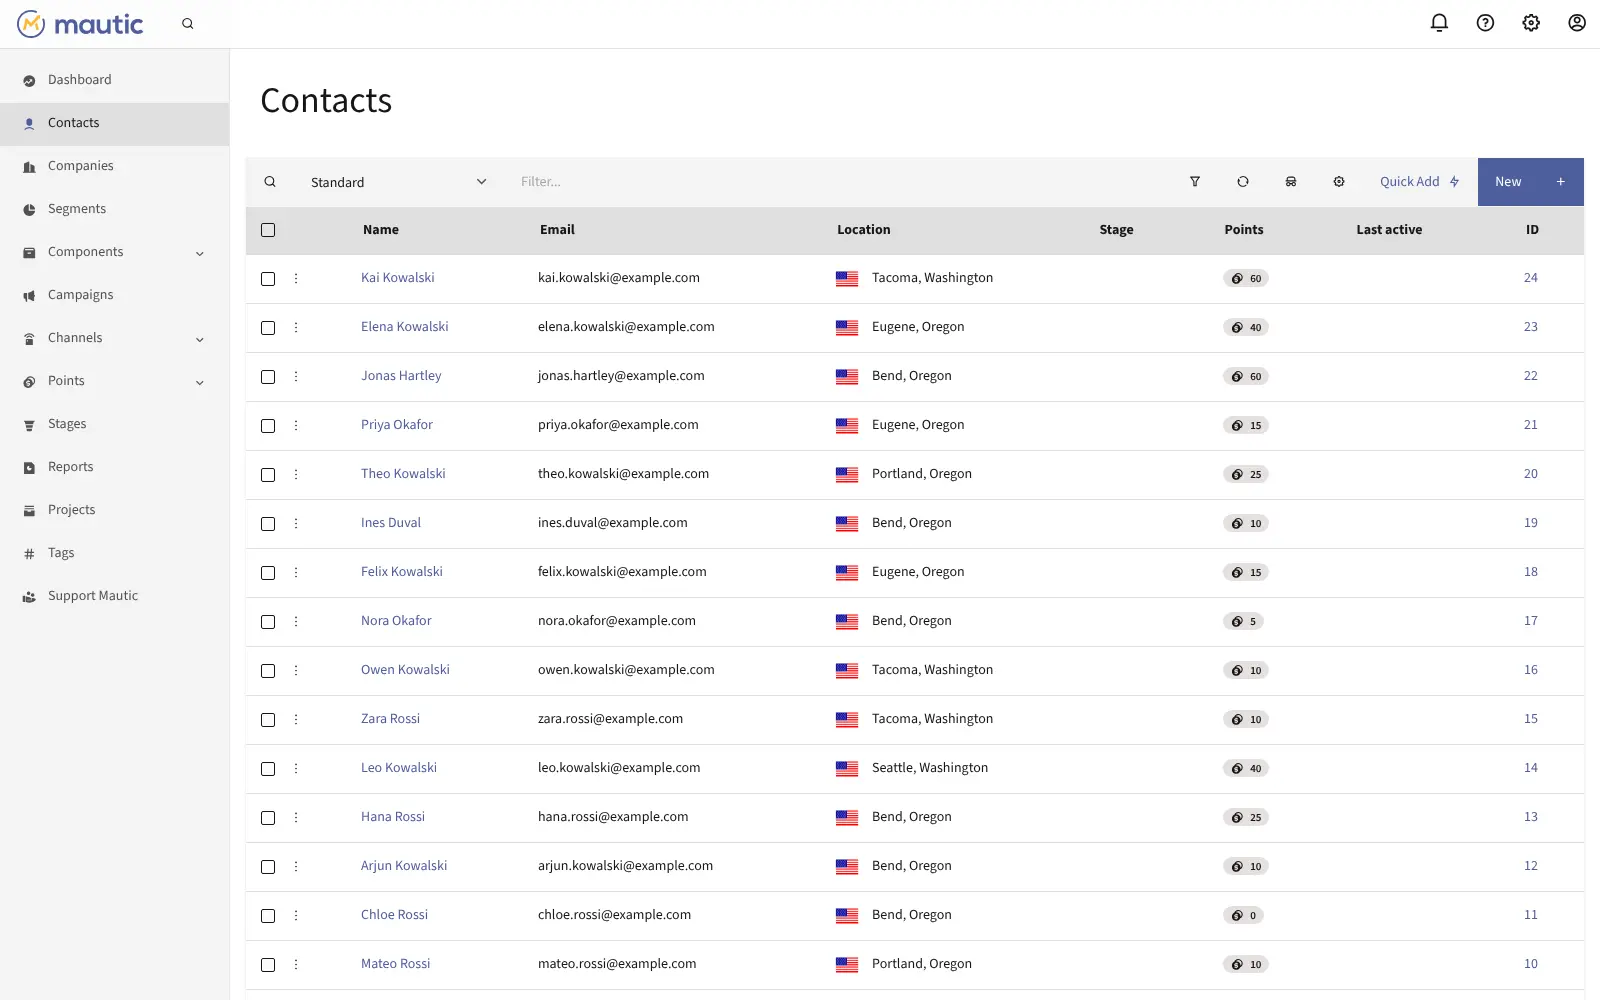 mautic
Dashboard
Contacts
Companies
Segments
Components
Campaigns
Channels
Points
Stages
Reports
Projects
Tags
Support Mautic
Contacts
Standard Filter... Quick Add New +
Name Email Location Stage Points Last active ID
Kai Kowalski kai.kowalski@example.com Tacoma, Washington 60 24
Elena Kowalski elena.kowalski@example.com Eugene, Oregon 40 23
Jonas Hartley jonas.hartley@example.com Bend, Oregon 60 22
Priya Okafor priya.okafor@example.com Eugene, Oregon 15 21
Theo Kowalski theo.kowalski@example.com Portland, Oregon 25 20
Ines Duval ines.duval@example.com Bend, Oregon 10 19
Felix Kowalski felix.kowalski@example.com Eugene, Oregon 15 18
Nora Okafor nora.okafor@example.com Bend, Oregon 5 17
Owen Kowalski owen.kowalski@example.com Tacoma, Washington 10 16
Zara Rossi zara.rossi@example.com Tacoma, Washington 10 15
Leo Kowalski leo.kowalski@example.com Seattle, Washington 40 14
Hana Rossi hana.rossi@example.com Bend, Oregon 25 13
Arjun Kowalski arjun.kowalski@example.com Bend, Oregon 10 12
Chloe Rossi chloe.rossi@example.com Bend, Oregon 0 11
Mateo Rossi mateo.rossi@example.com Portland, Oregon 10 10